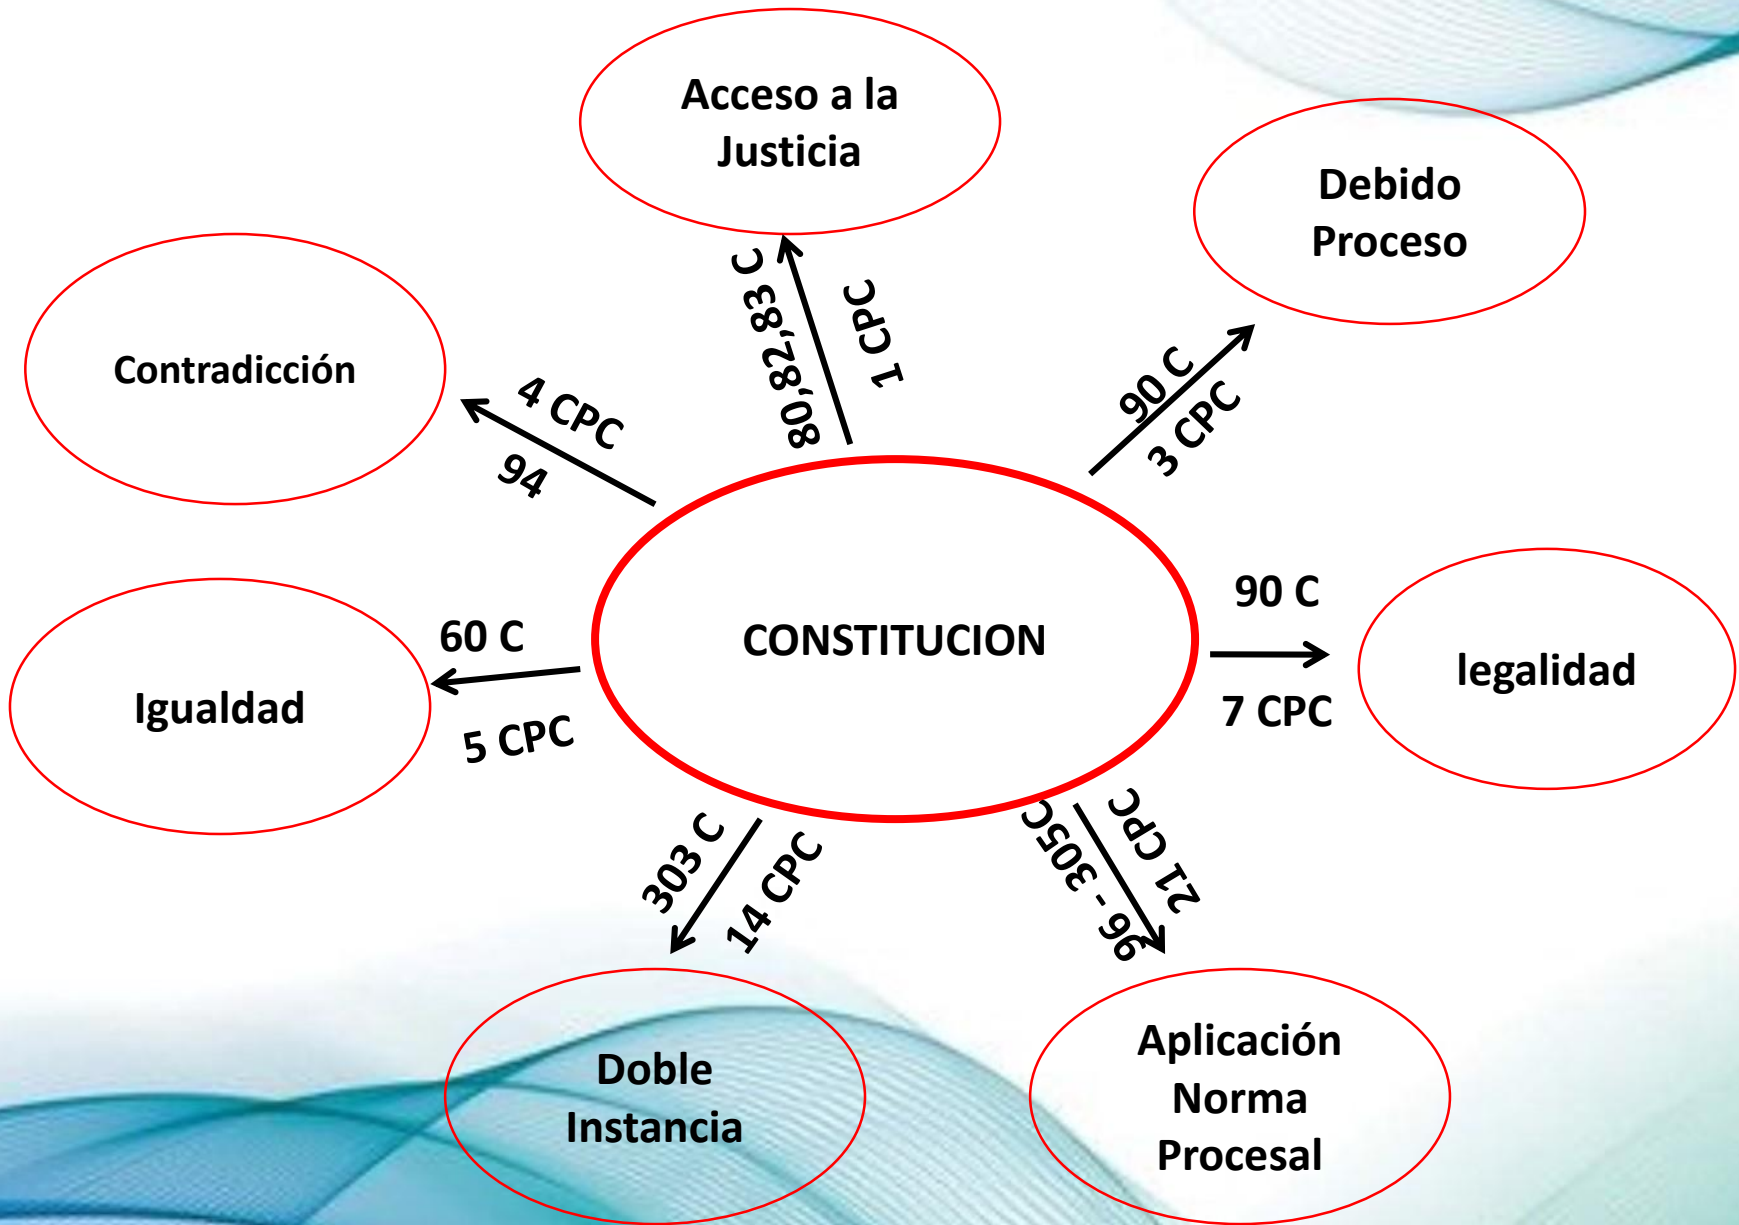 Acceso a la
Justicia
Debido
Proceso
80,82,83 C
1 CPC
Contradicción
90 C
3 CPC
4 CPC
94
CONSTITUCION
90 C
7 CPC
legalidad
60 C
5 CPC
Igualdad
303 C
14 CPC
96 - 305C
21 CPC
Doble
Instancia
Aplicación
Norma
Procesal